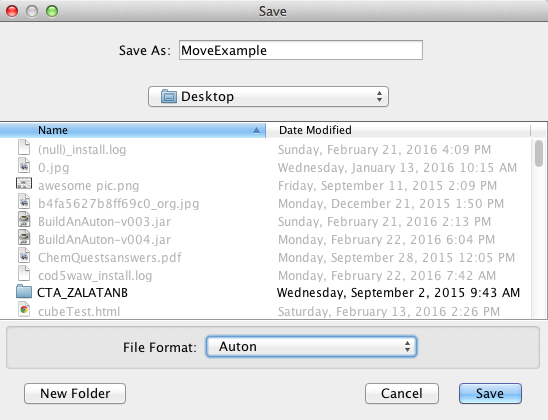 Save
Save As: MoveExample
Desktop
Name Date Modified
(null)_install.log Sunday, February 21, 2016 4:09 PM
0.jpg Wednesday, January 13, 2016 10:15 AM
awesome pic.png Friday, September 11, 2015 2:09 PM
b4fa5627b8ff69c0_org.jpg Monday, December 21, 2015 1:50 PM
BuildAnAuton-v003.jar Sunday, February 21, 2016 2:13 PM
BuildAnAuton-v004.jar Monday, February 22, 2016 6:04 PM
ChemQuestsanswers.pdf Monday, September 28, 2015 12:05 PM
cod5waw_install.log Monday, February 22, 2016 7:42 AM
CTA_ZALATANB Wednesday, September 2, 2015 9:43 AM
cubeTest.html Saturday, February 13, 2016 2:26 PM
File Format: Auton
New Folder Cancel Save